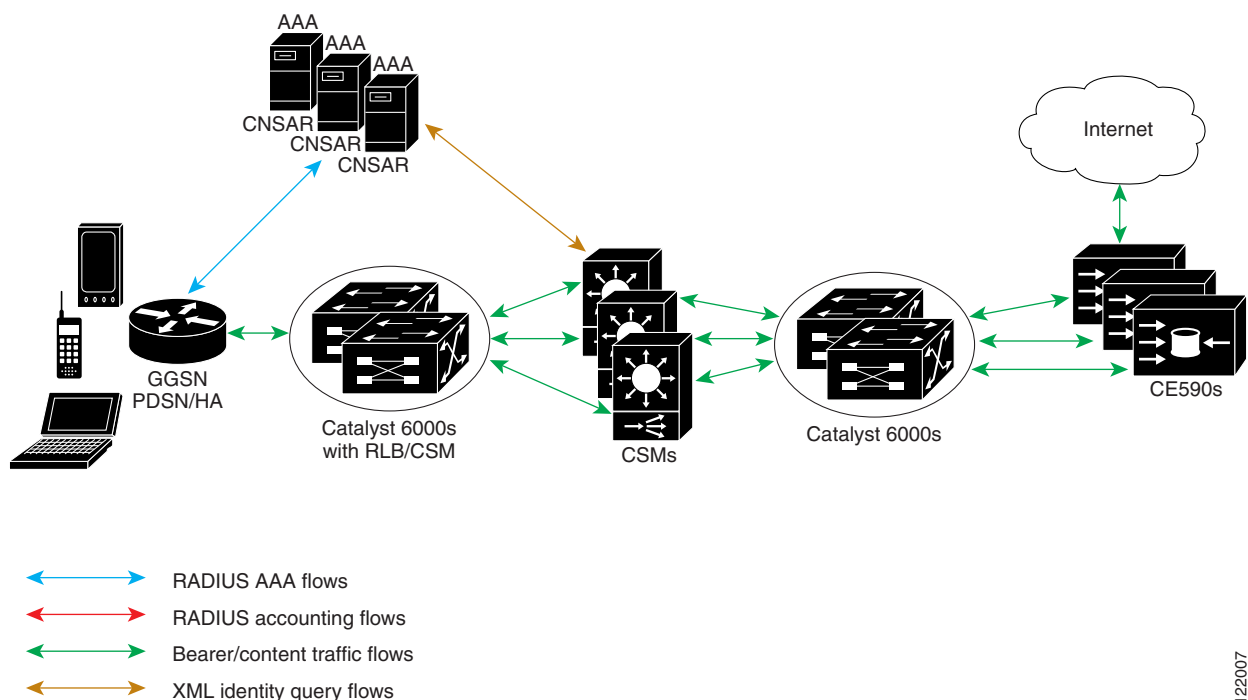 AAA
AAA
AAA
CNSAR
CNSAR
CNSAR
Internet
GGSN
PDSN/HA
Catalyst 6000s
with RLB/CSM
CSMs
Catalyst 6000s
CE590s
RADIUS AAA flows
RADIUS accounting flows
Bearer/content traffic flows
XML identity query flows
122007